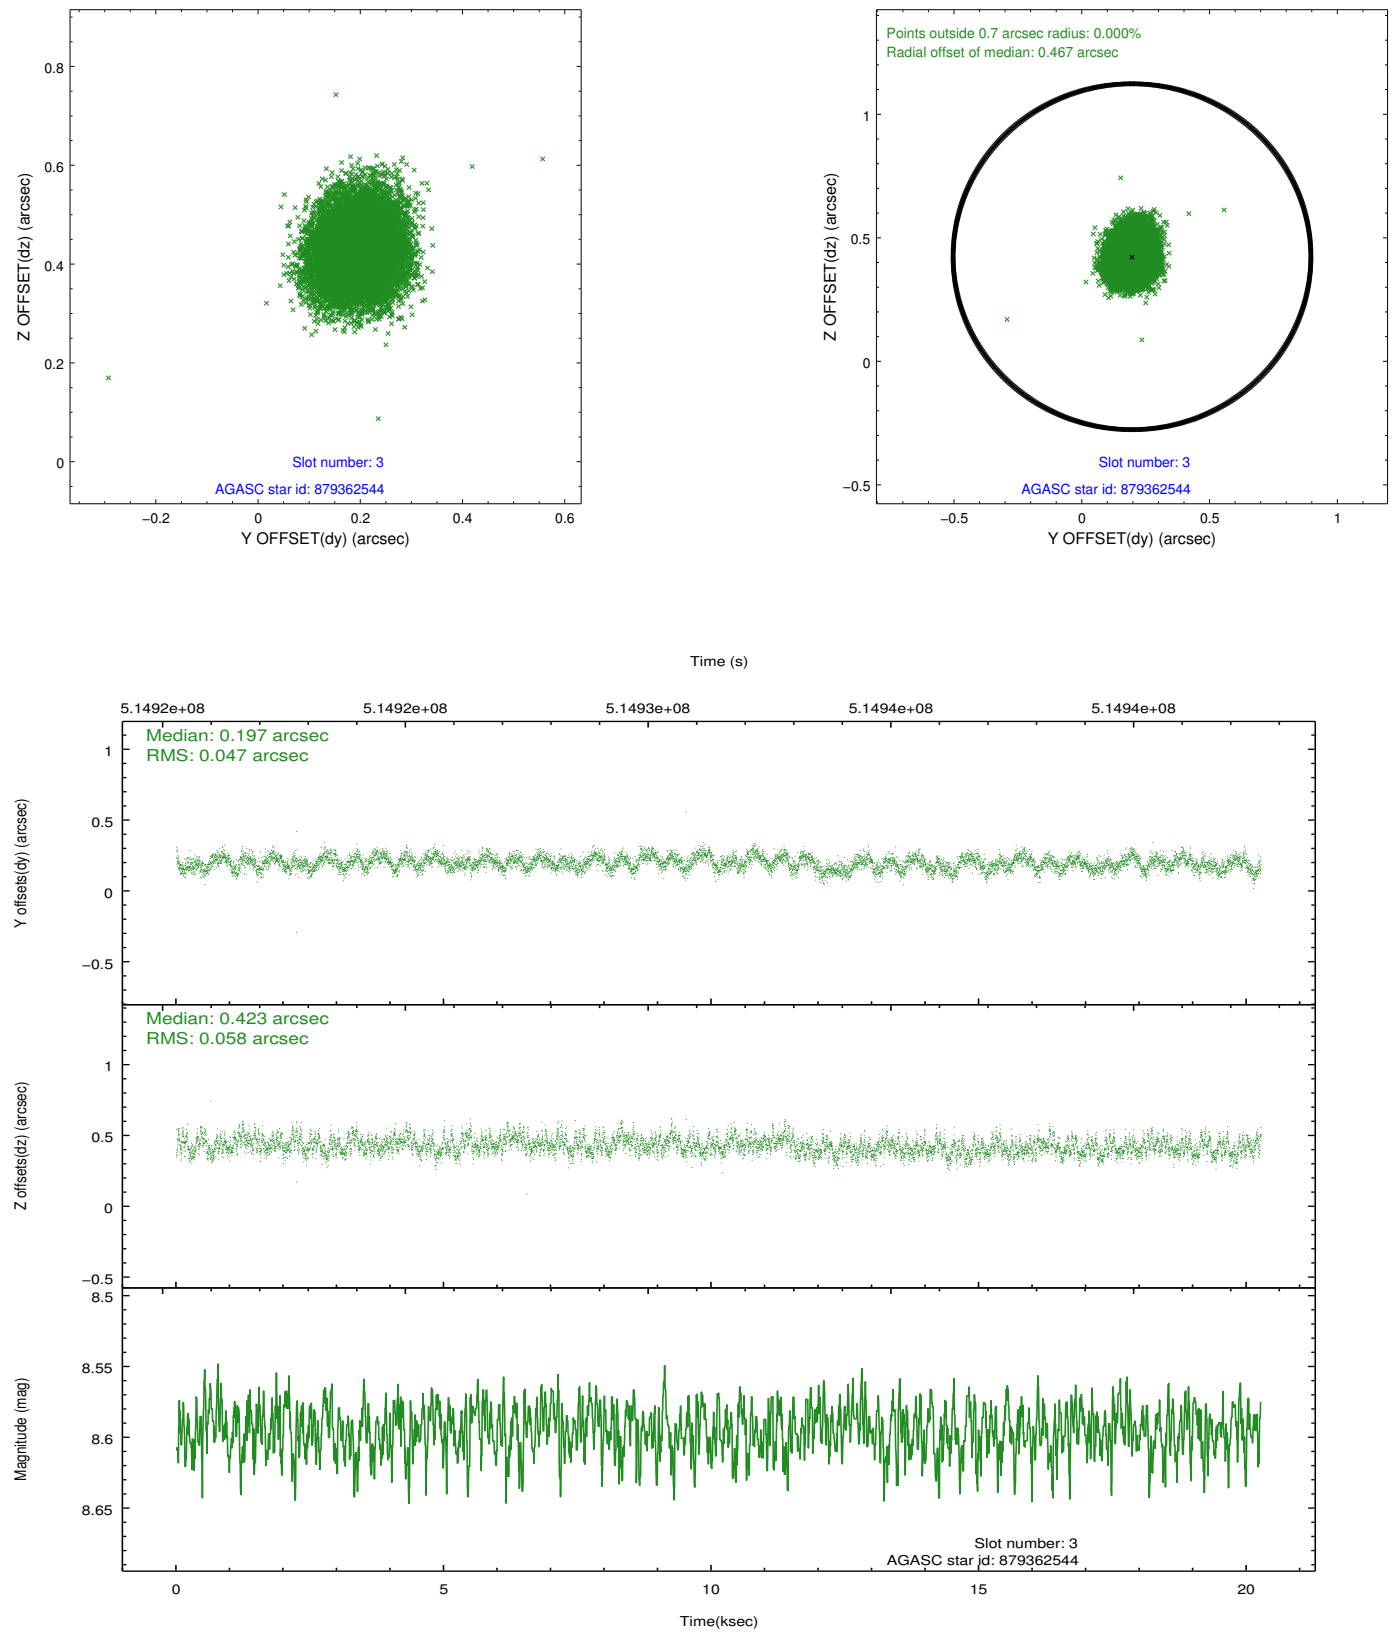 0.8
0.6
0.4
0.2
0
−0.2
0
0.2
0.4
0.6
Z OFFSET(dz) (arcsec)
Y OFFSET(dy) (arcsec)
Slot number: 3
AGASC star id: 879362544
Points outside 0.7 arcsec radius: 0.000%
Radial offset of median: 0.467 arcsec
1
0.5
0
−0.5
−0.5
0
0.5
1
Z OFFSET(dz) (arcsec)
Y OFFSET(dy) (arcsec)
Slot number: 3
AGASC star id: 879362544
Time (s)
5.1492e+08
5.1492e+08
5.1493e+08
5.1494e+08
5.1494e+08
Median: 0.197 arcsec
RMS: 0.047 arcsec
1
0.5
0
−0.5
Y offsets(dy) (arcsec)
Median: 0.423 arcsec
RMS: 0.058 arcsec
1
0.5
0
−0.5
Z offsets(dz) (arcsec)
8.5
8.55
8.6
8.65
Magnitude (mag)
Slot number: 3
AGASC star id: 879362544
0
5
10
15
20
Time(ksec)